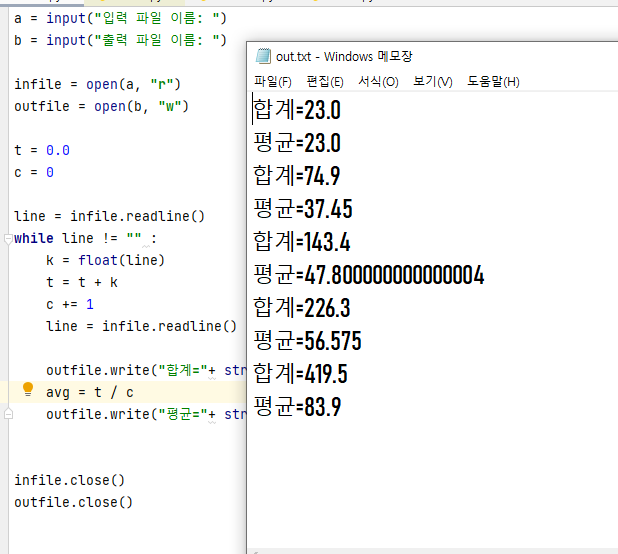 a = input("입력 파일 이름: ")
b = input("출력 파일 이름: ")
infile = open(a, "r")
outfile = open(b, "w")
t = 0.0
c = 0
line = infile.readline()
while line != "" :
k = float(line)
t = t + k
c += 1
line = infile.readline()
outfile.write("합계="+ str
avg = t / c
outfile.write("평균="+ str
infile.close()
outfile.close()
out.txt - Windows 메모장
파일(F) 편집(E) 서식(O) 보기(V) 도움말(H)
합계=23.0
평균=23.0
합계=74.9
평균=37.45
합계=143.4
평균=47.800000000000004
합계=226.3
평균=56.575
합계=419.5
평균=83.9